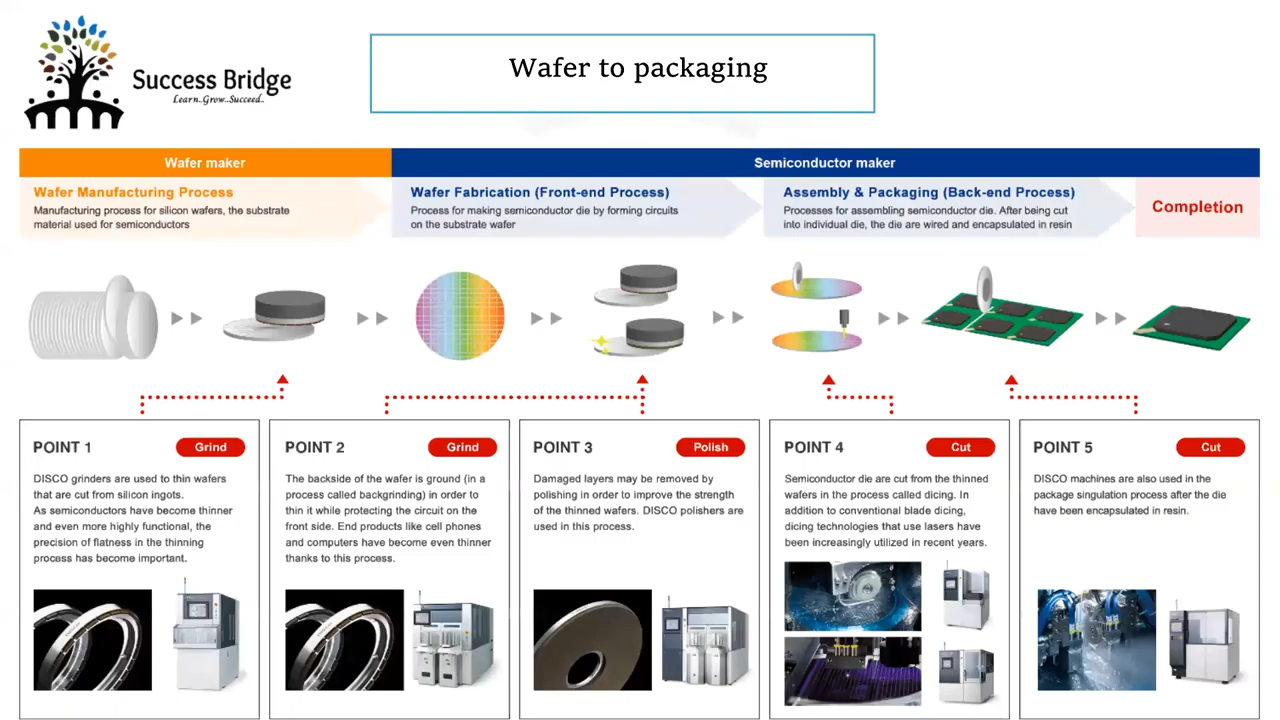 Success Bridge
Learn..Grow..Succeed..
Wafer to packaging
Wafer maker
Semiconductor maker
Wafer Manufacturing Process
Manufacturing process for silicon wafers, the substrate
material used for semiconductors
Wafer Fabrication (Front-end Process)
Process for making semiconductor die by forming circuits
on the substrate wafer
Assembly & Packaging (Back-end Process)
Processes for assembling semiconductor die. After being cut
into individual die, the die are wired and encapsulated in resin
Completion
POINT 1
Grind
DISCO grinders are used to thin wafers
that are cut from silicon ingots.
As semiconductors have become thinner
and even more highly functional, the
precision of flatness in the thinning
process has become important.
POINT 2
Grind
The backside of the wafer is ground (in a
process called backgrinding) in order to
thin it while protecting the circuit on the
front side. End products like cell phones
and computers have become even thinner
thanks to this process.
POINT 3
Polish
Damaged layers may be removed by
polishing in order to improve the strength
of the thinned wafers. DISCO polishers are
used in this process.
POINT 4
Cut
Semiconductor die are cut from the thinned
wafers in the process called dicing. In
addition to conventional blade dicing,
dicing technologies that use lasers have
been increasingly utilized in recent years.
POINT 5
Cut
DISCO machines are also used in the
package singulation process after the die
have been encapsulated in resin.